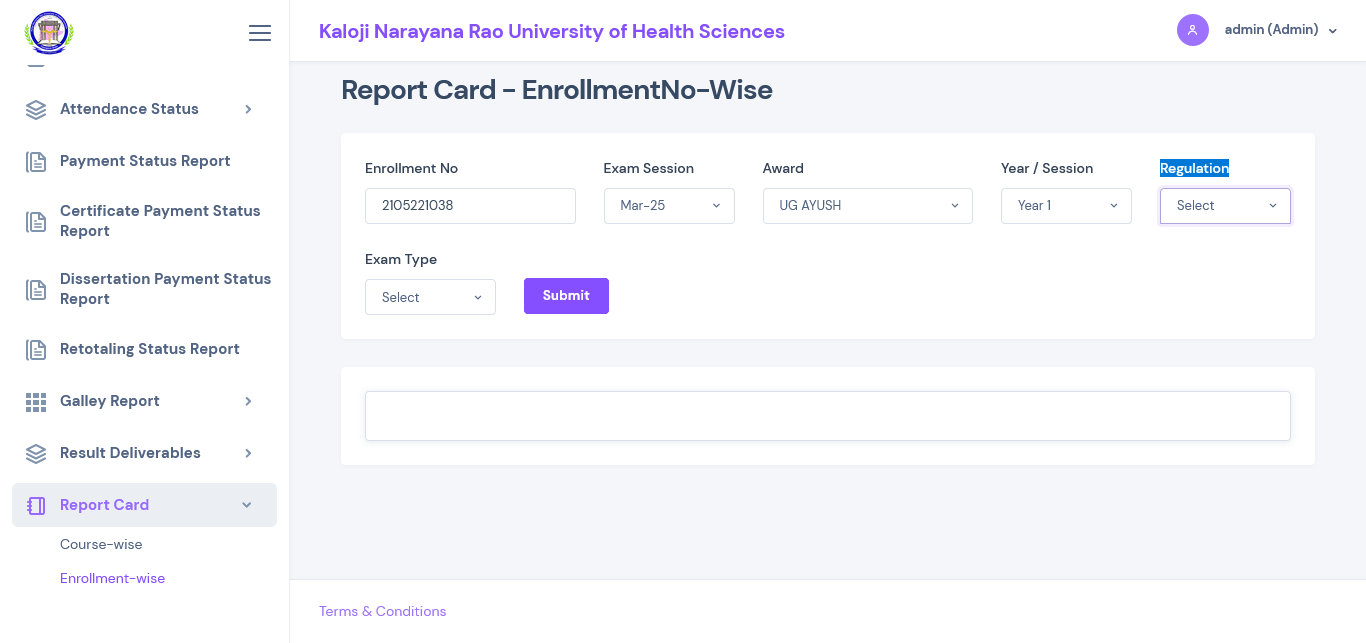 Kaloji Narayana Rao University of Health Sciences
admin (Admin)
Attendance Status
Payment Status Report
Certificate Payment Status
Report
Dissertation Payment Status
Report
Retotaling Status Report
Galley Report
Result Deliverables
Report Card
Course-wise
Enrollment-wise
Report Card - EnrollmentNo-Wise
Enrollment No
Exam Session
Award
Year / Session
Regulation
2105221038
Mar-25
UG AYUSH
Year 1
Select
Exam Type
Select
Submit
Terms & Conditions